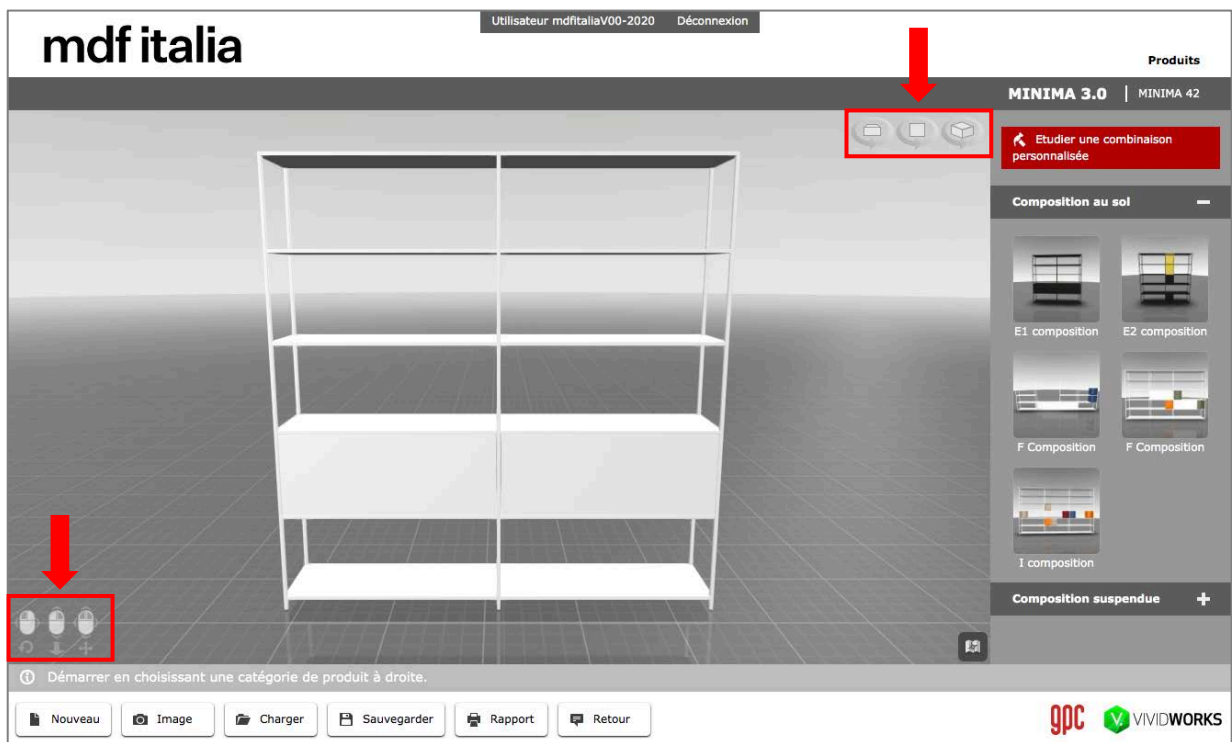 Utilisateur mdfitaliaV00-2020 Déconnexion
mdf italia
Produits
MINIMA 3.0 | MINIMA 42
Etudier une combinaison
personnalisée
Composition au sol
E1 composition E2 composition
F Composition F Composition
I composition
Composition suspendue
Démarrer en choisissant une catégorie de produit à droite.
Nouveau Image Charger Sauvegarder Rapport Retour
gpc VIVIDWORKS